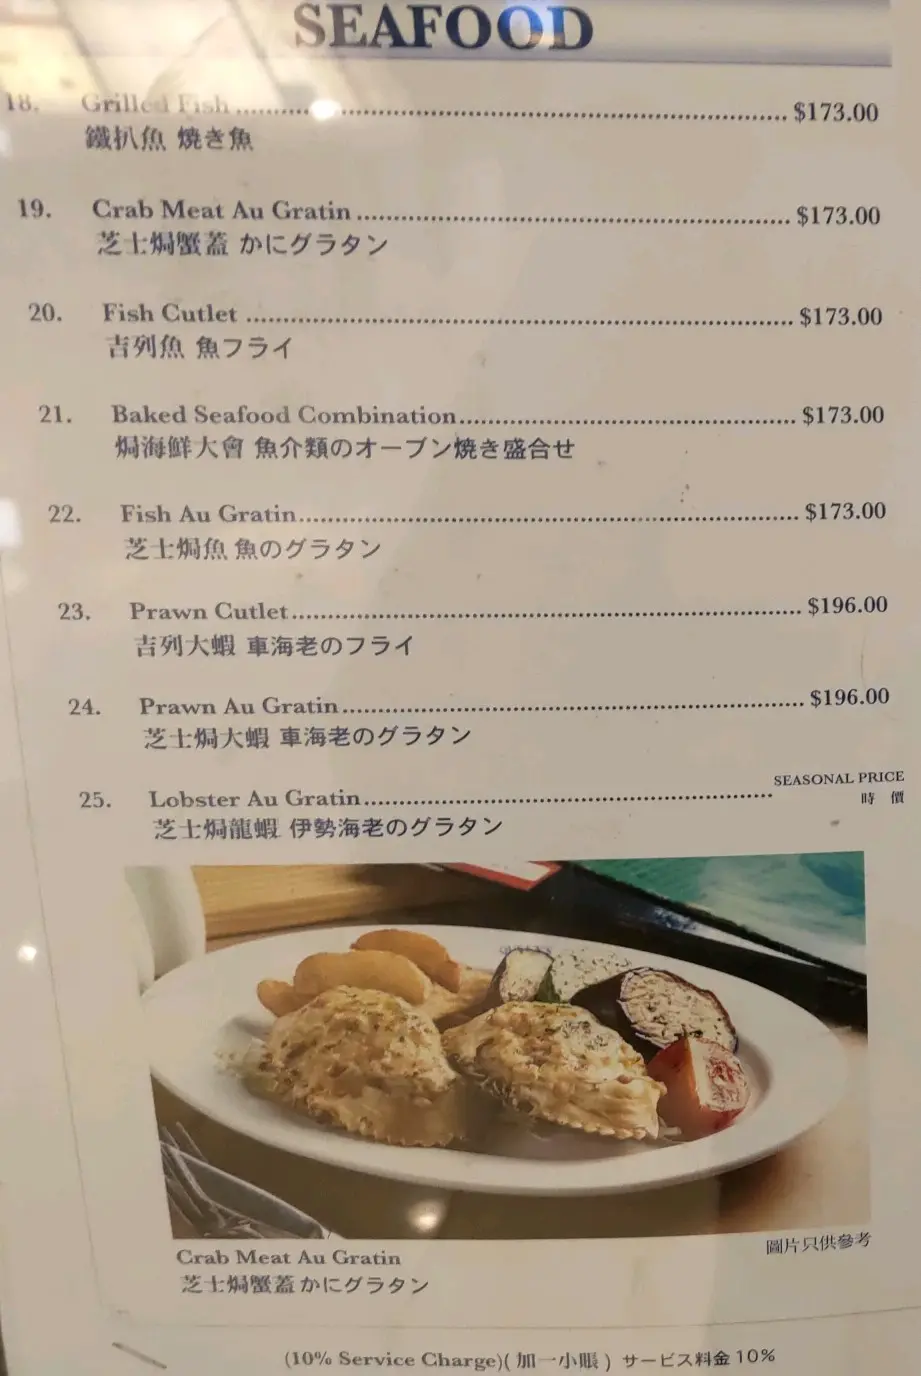 SEAFOOD
18. Grilled Fish ........ $173.00
鐵扒魚 焼き魚
19. Crab Meat Au Gratin ........ $173.00
芝士焗蟹蓋 かにグラタン
20. Fish Cutlet ........ $173.00
吉列魚 魚フライ
21. Baked Seafood Combination ........ $173.00
焗海鮮大會 魚介類のオーブン焼き盛合せ
22. Fish Au Gratin ........ $173.00
芝士焗魚 魚のグラタン
23. Prawn Cutlet ........ $196.00
吉列大蝦 車海老のフライ
24. Prawn Au Gratin ........ $196.00
芝士焗大蝦 車海老のグラタン
25. Lobster Au Gratin ........ SEASONAL PRICE
時 價
芝士焗龍蝦 伊勢海老のグラタン
QUEEN'S
Crab Meat Au Gratin
圖片只供參考
芝士焗蟹蓋 かにグラタン
(10% Service Charge) ( 加一小賬 ) サービス料金 10%